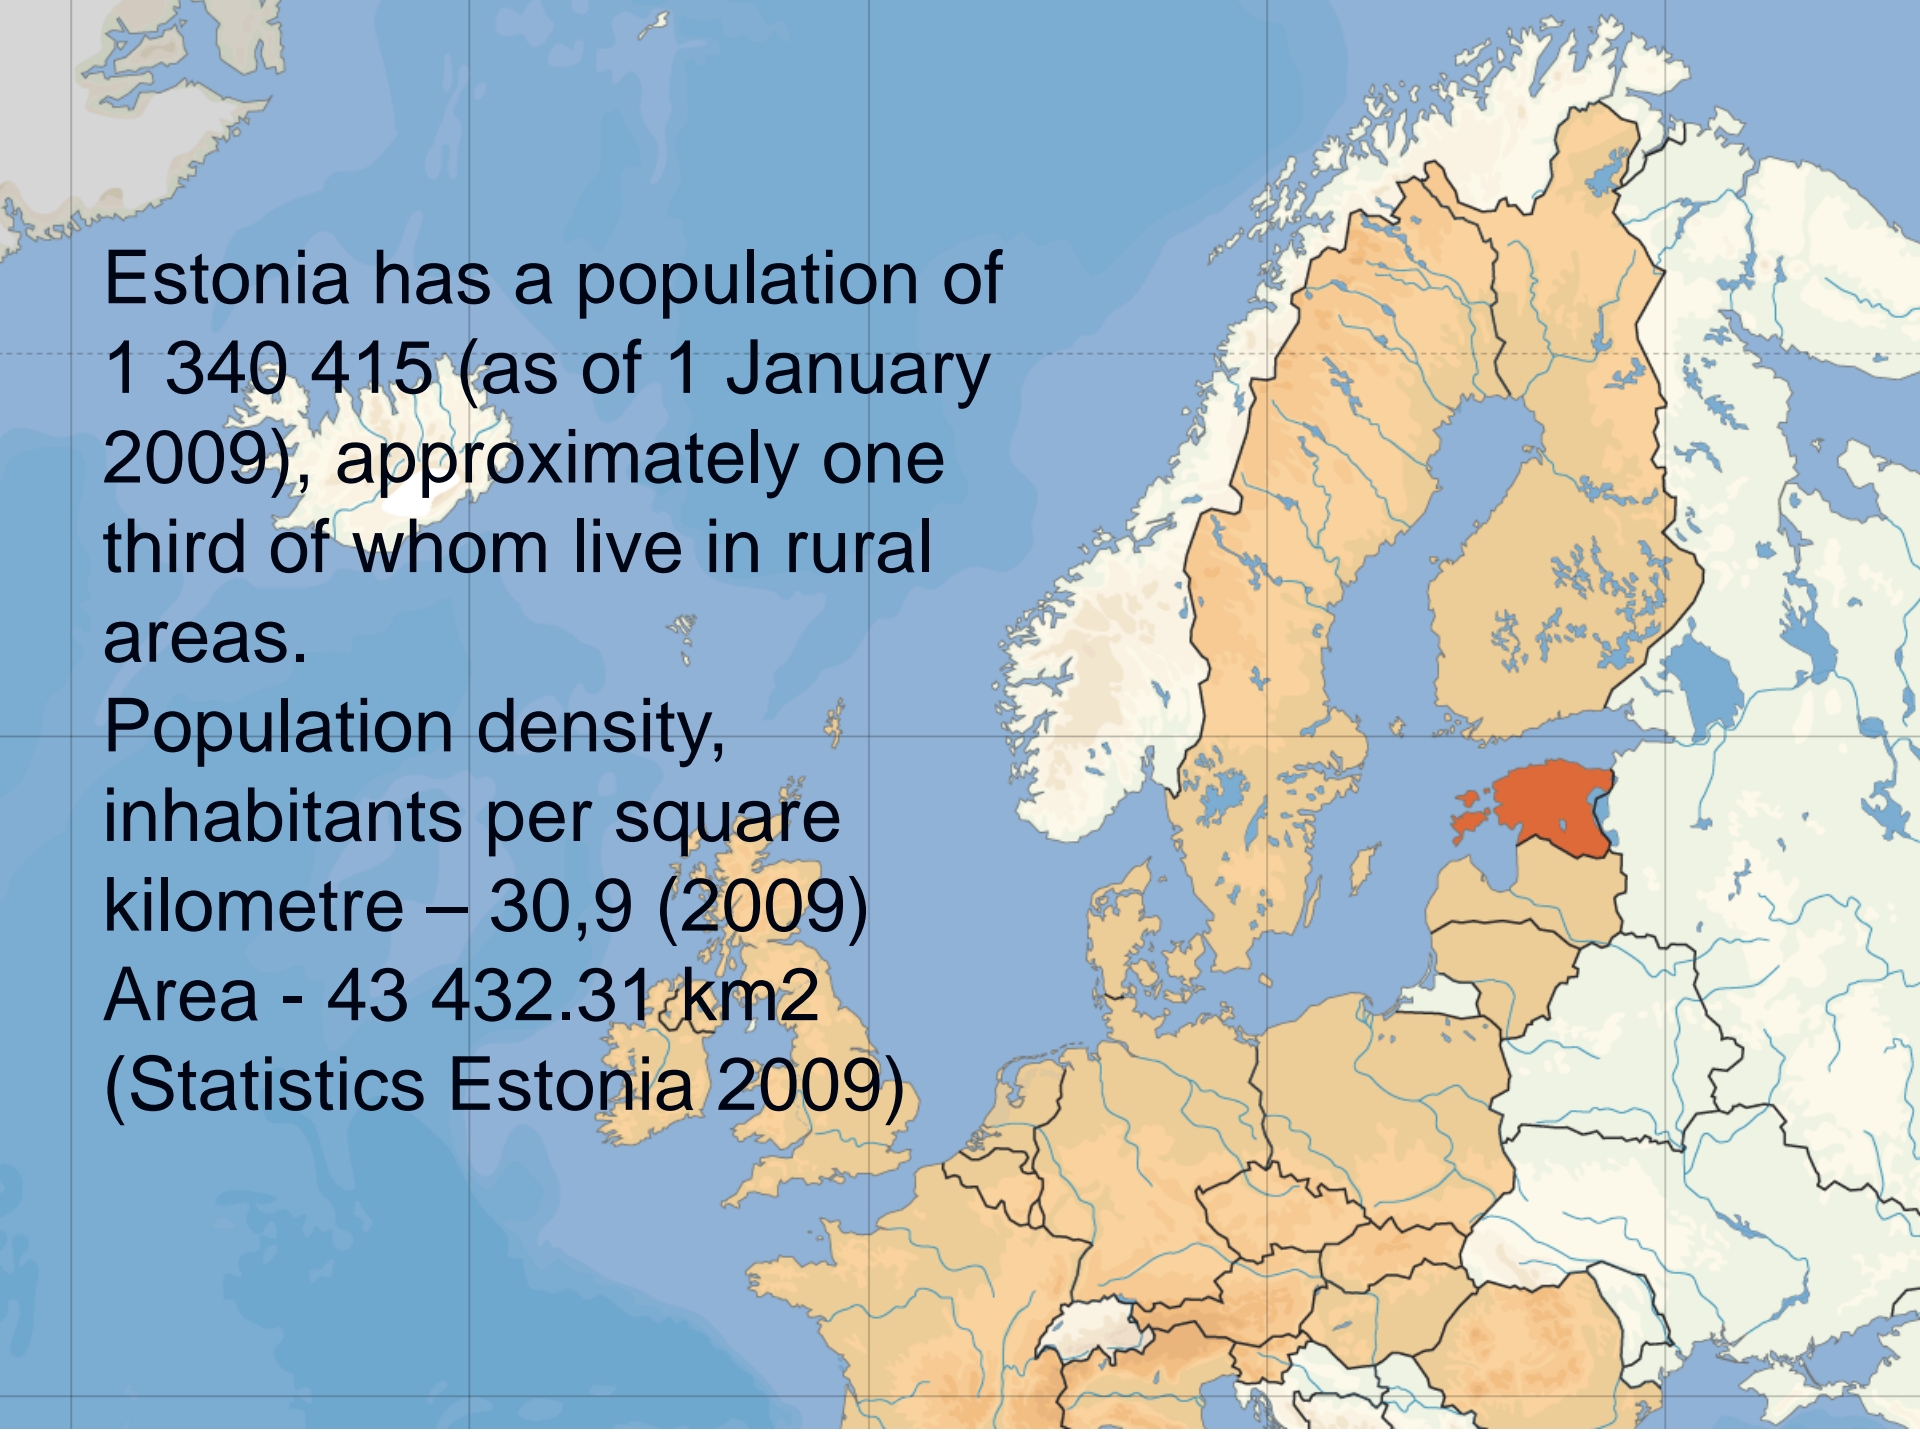 Estonia has a population of
1 340 415 (as of 1 January
2009), approximately one
third of whom live in rural
areas.
Population density,
inhabitants per square
kilometre – 30,9 (2009)
Area - 43 432.31 km2
(Statistics Estonia 2009)